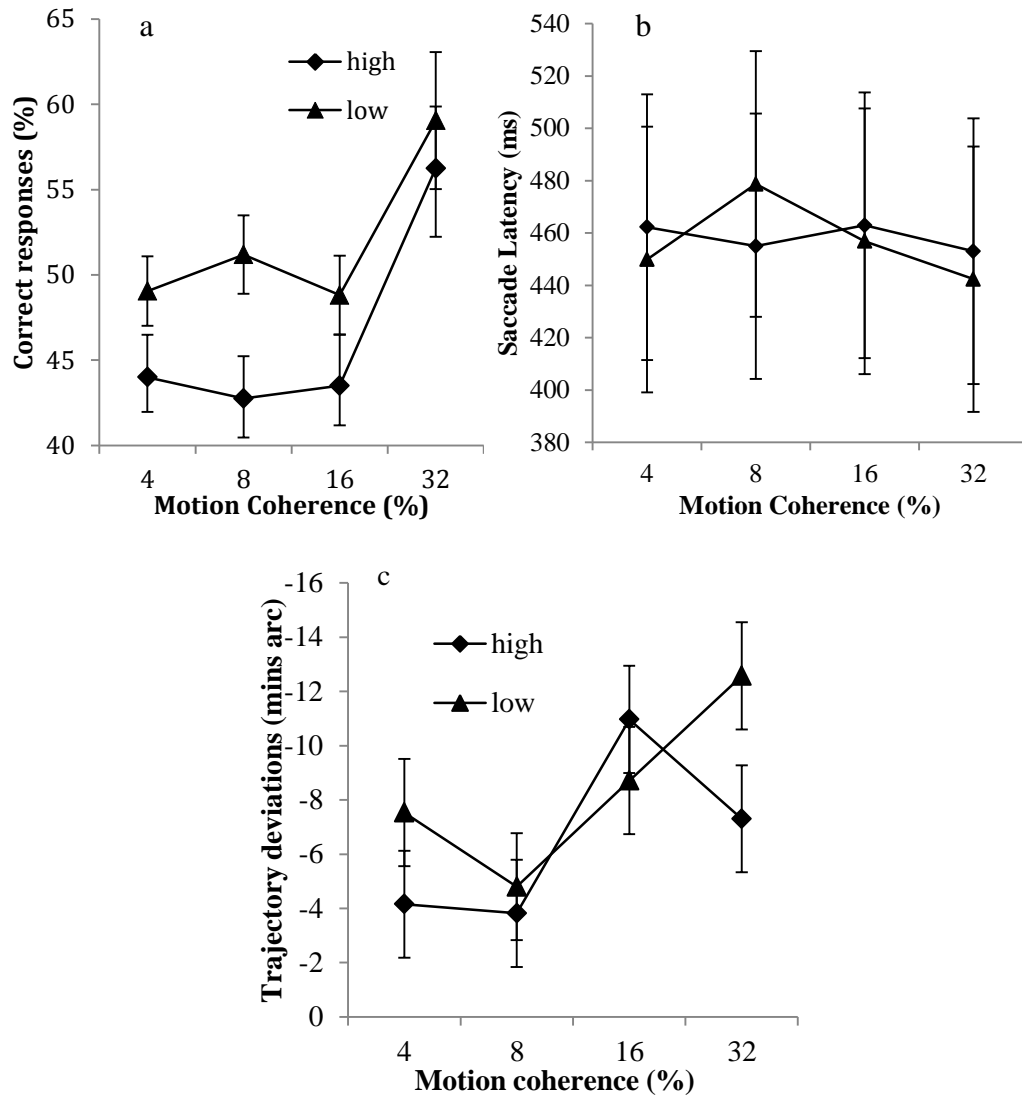 a
Correct responses (%)
65
60
55
50
45
40
high
low
4 8 16 32
Motion Coherence (%)
b
Saccade Latency (ms)
540
520
500
480
460
440
420
400
380
4 8 16 32
Motion Coherence (%)
c
Trajectory deviations (mins arc)
-16
-14
-12
-10
-8
-6
-4
-2
0
high
low
4 8 16 32
Motion coherence (%)